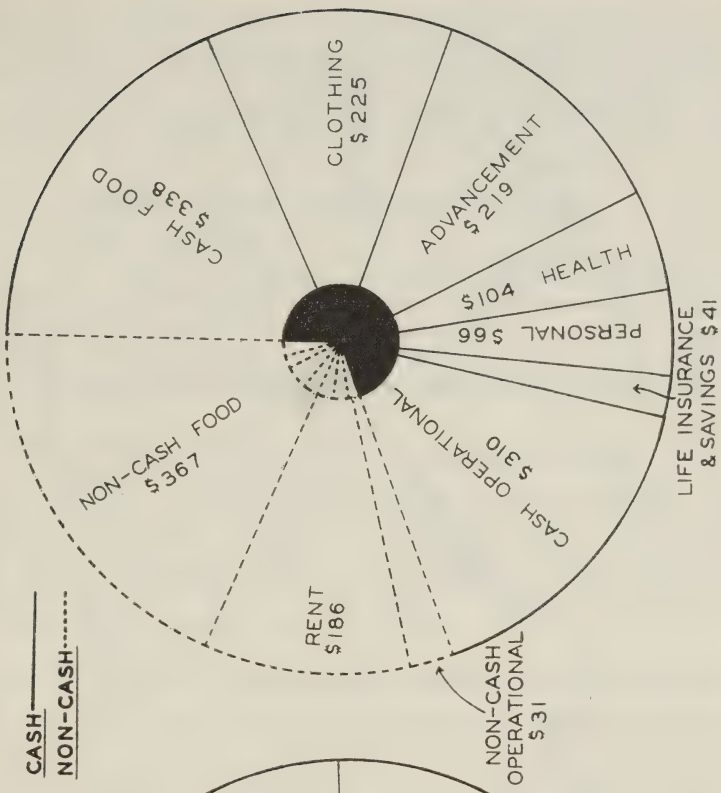 CASH
NON-CASH
CASH FOOD
$338
CLOTHING
$225
ADVANCEMENT
$219
HEALTH
$104
PERSONAL
$66
LIFE INSURANCE
& SAVINGS $41
CASH OPERATIONAL
$310
NON-CASH
OPERATIONAL
$31
RENT
$186
NON-CASH FOOD
$367